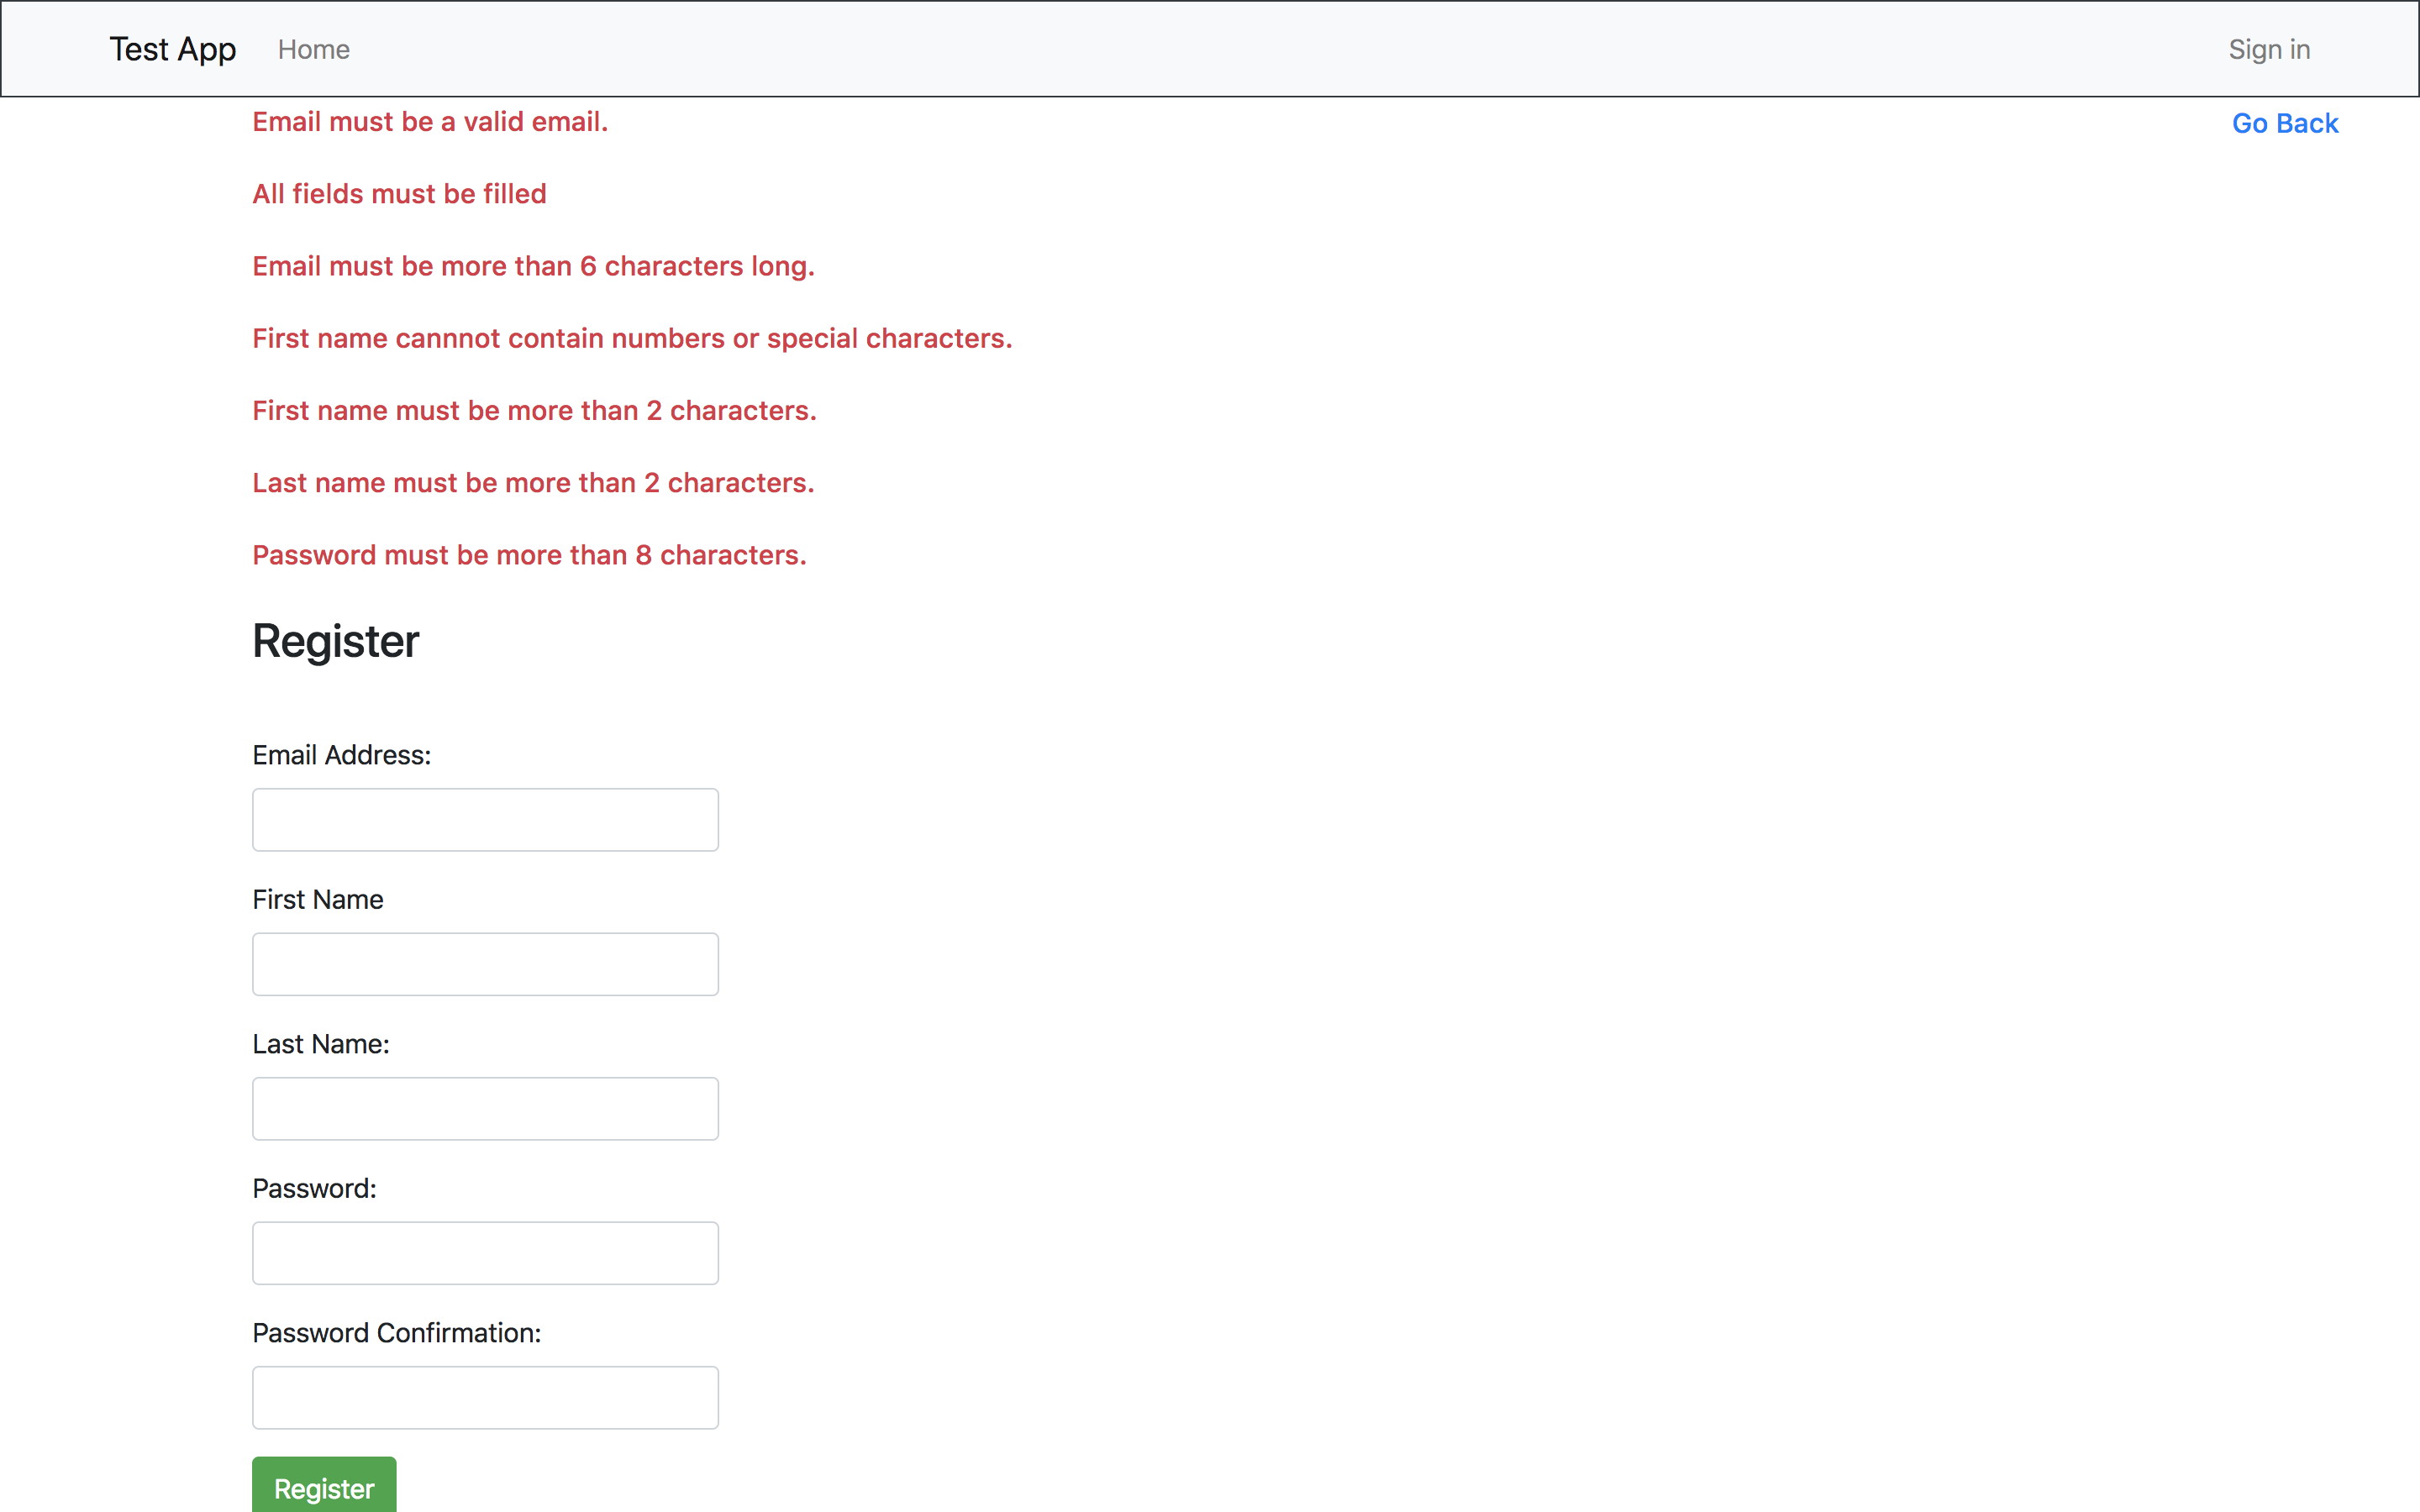 Test App Home Sign in
Email must be a valid email. Go Back
All fields must be filled
Email must be more than 6 characters long.
First name cannnot contain numbers or special characters.
First name must be more than 2 characters.
Last name must be more than 2 characters.
Password must be more than 8 characters.
Register
Email Address:
First Name
Last Name:
Password:
Password Confirmation:
Register